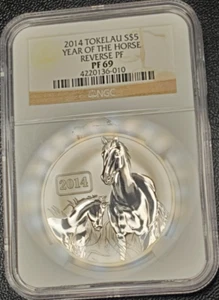 2014 TOKELAU S$5
YEAR OF THE HORSE
REVERSE PF
PF 69
4220136-010
NGC
2014